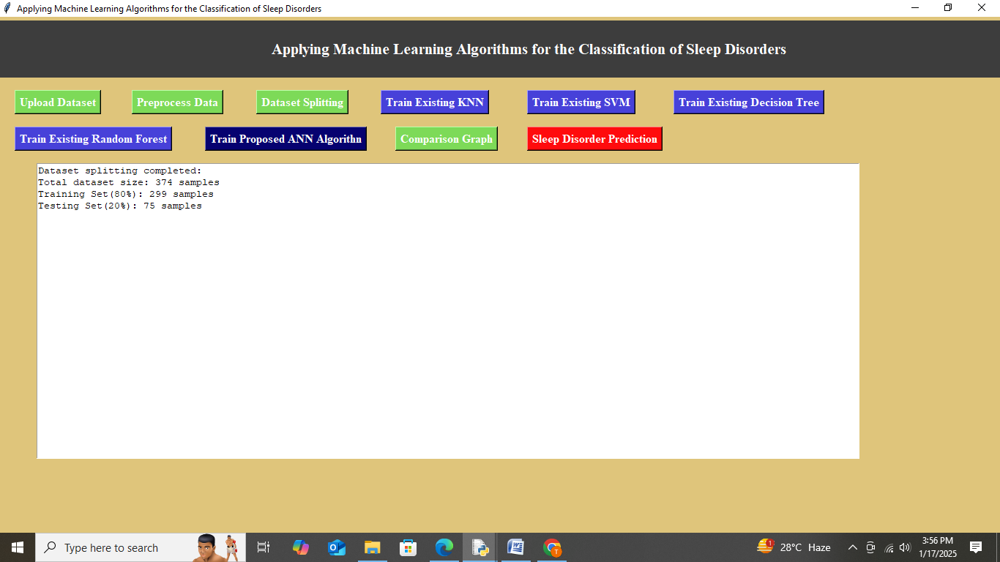 Applying Machine Learning Algorithms for the Classification of Sleep Disorders
Applying Machine Learning Algorithms for the Classification of Sleep Disorders
Upload Dataset
Preprocess Data
Dataset Splitting
Train Existing KNN
Train Existing SVM
Train Existing Decision Tree
Train Existing Random Forest
Train Proposed ANN Algorithn
Comparison Graph
Sleep Disorder Prediction
Dataset splitting completed:
Total dataset size: 374 samples
Training Set(80%): 299 samples
Testing Set(20%): 75 samples
Type here to search
1
28°C Haze
3:56 PM
1/17/2025